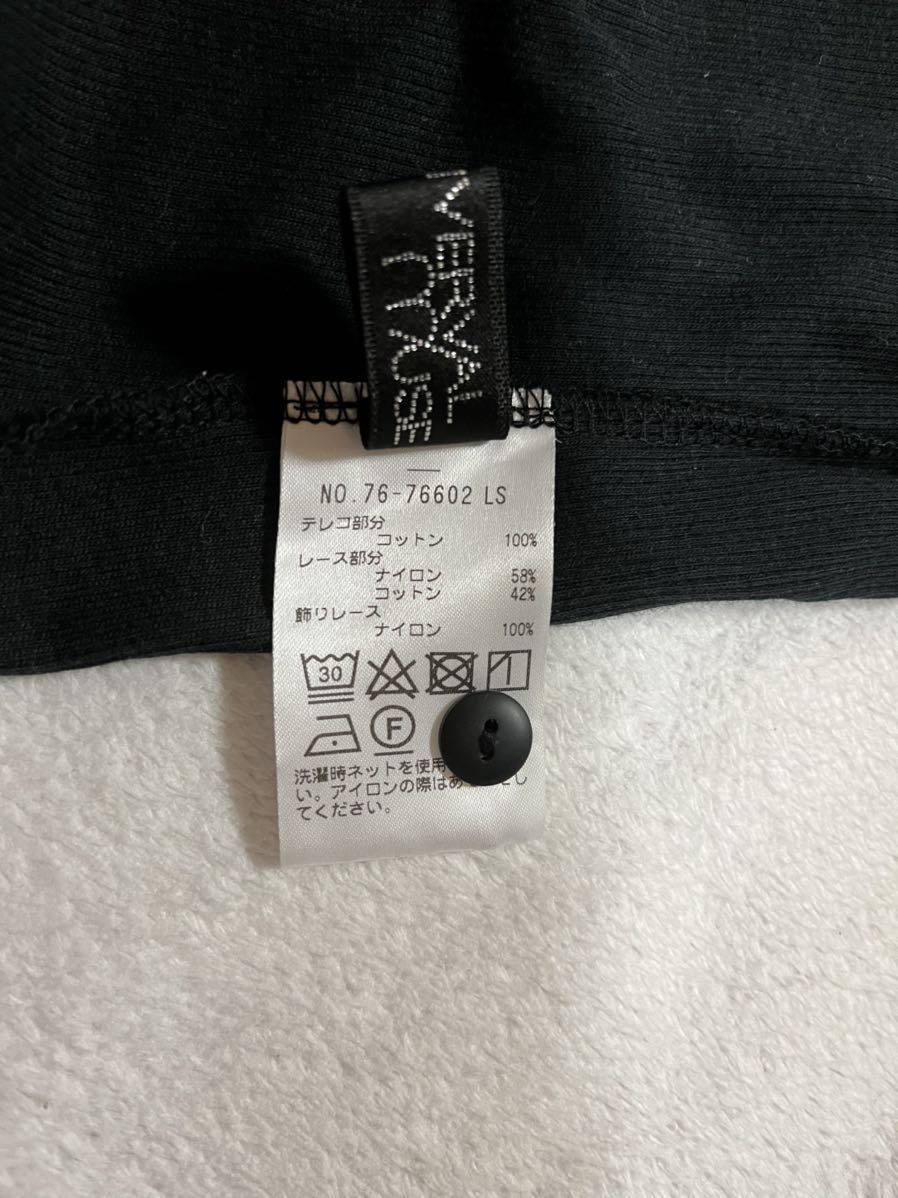 NO.76-76602 LS
テレコ部分
コットン 100%
レース部分
ナイロン 58%
コットン 42%
飾りレース
ナイロン 100%
30
1
F
洗濯時ネットを使用
い。アイロンの際はあ
てください。